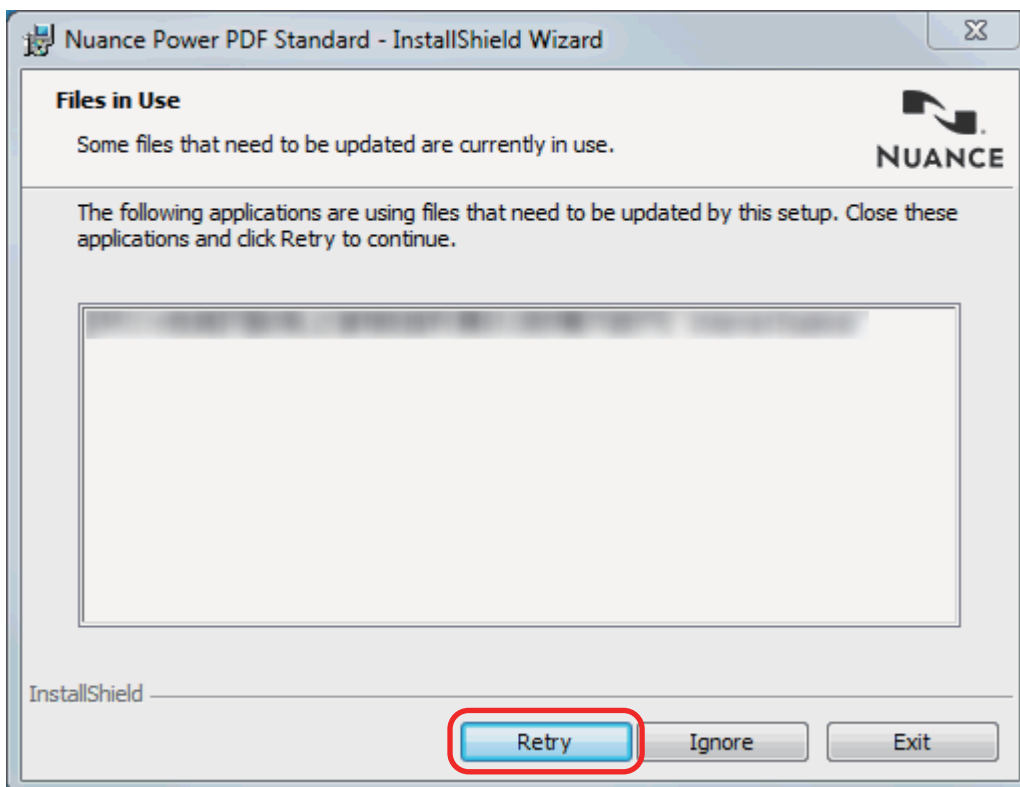 Nuance Power PDF Standard - InstallShield Wizard
Files in Use
Some files that need to be updated are currently in use.
NUANCE
The following applications are using files that need to be updated by this setup. Close these
applications and click Retry to continue.
InstallShield
Retry
Ignore
Exit